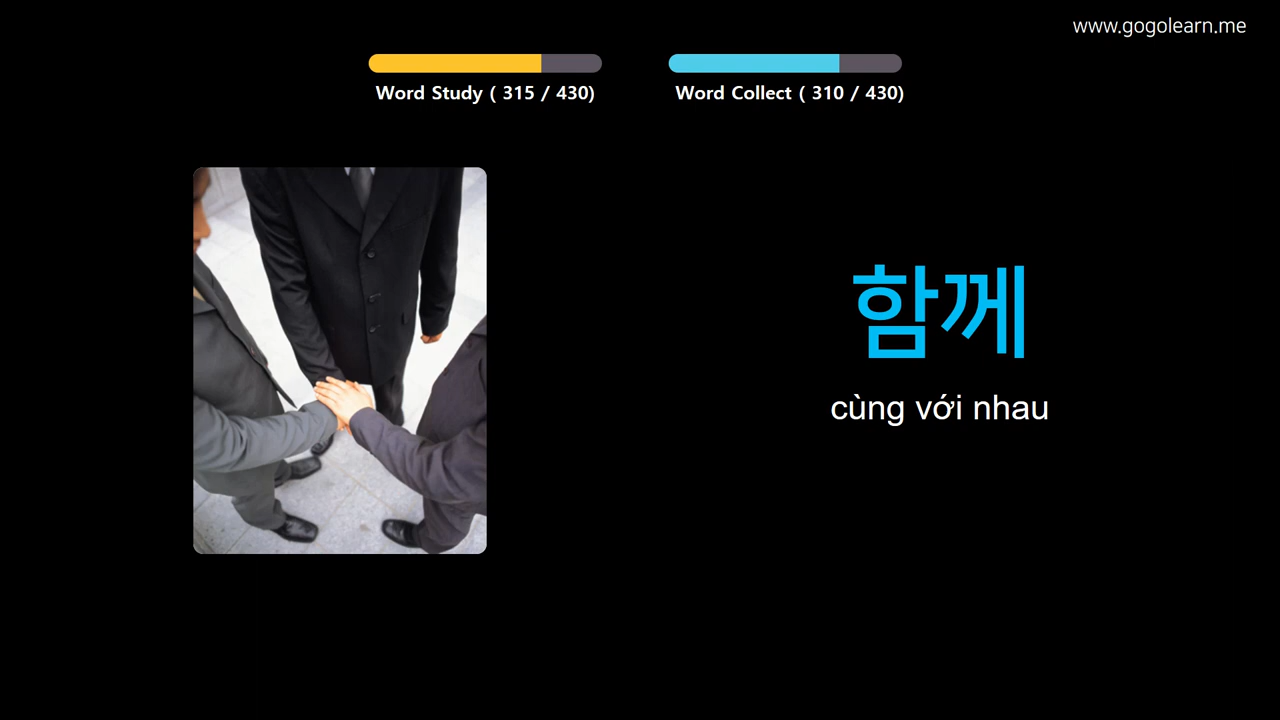 www.gogolearn.me
Word Study ( 315 / 430)
Word Collect ( 310 / 430)
함께
cùng với nhau